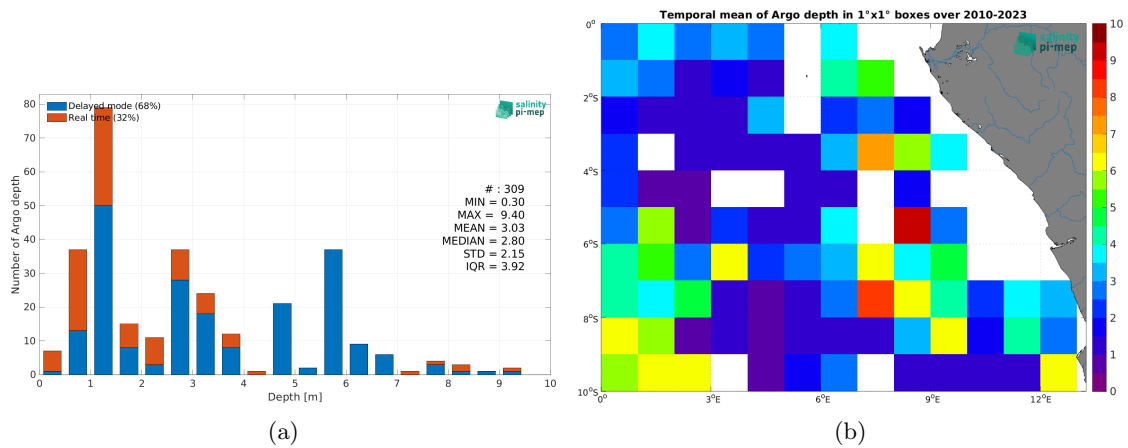 Delayed mode (68%)
Real time (32%)
salinity
pi-mep
# : 309
MIN = 0.30
MAX = 9.40
MEAN = 3.03
MEDIAN = 2.80
STD = 2.15
IQR = 3.92
Number of Argo depth
80
70
60
50
40
30
20
10
0
0 1 2 3 4 5 6 7 8 9 10
Depth [m]
(a)
Temporal mean of Argo depth in 1°x1° boxes over 2010-2023
salinity
pi-mep
0°
2°S
4°S
6°S
8°S
10°S
0° 3°E 6°E 9°E 12°E
10
9
8
7
6
5
4
3
2
1
0
(b)